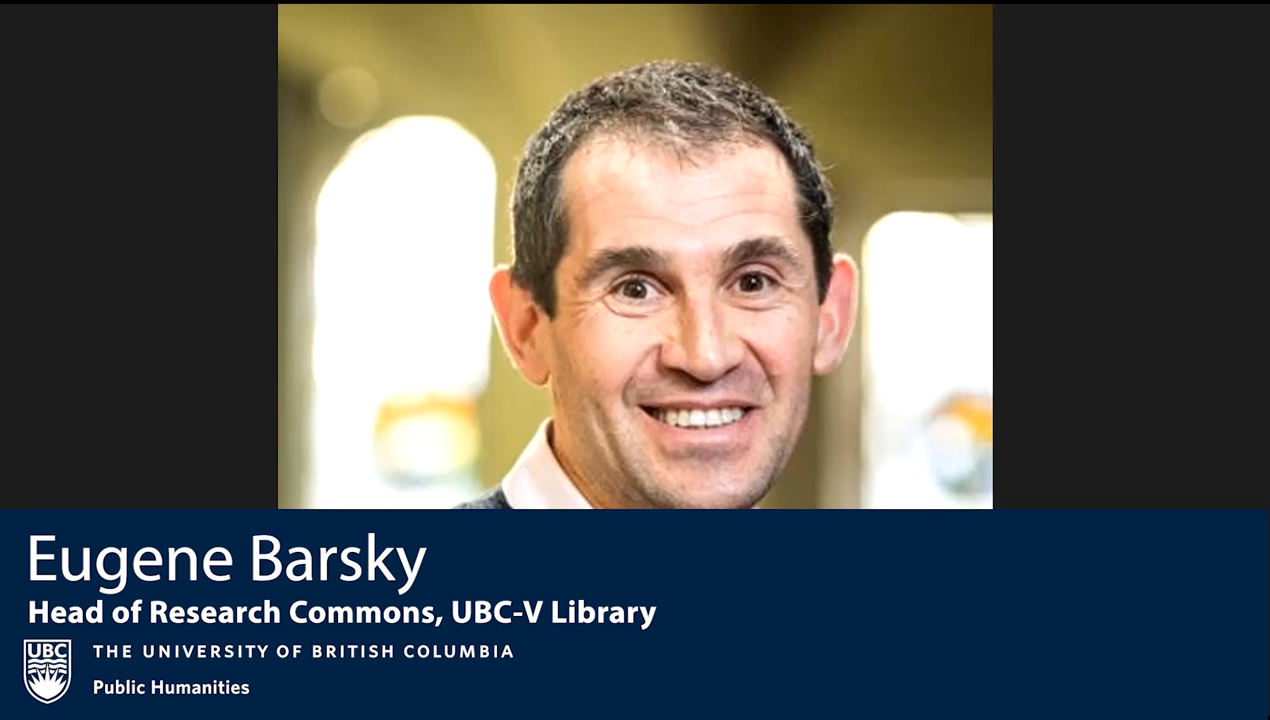 Eugene Barsky
Head of Research Commons, UBC-V Library
UBC
THE UNIVERSITY OF BRITISH COLUMBIA
Public Humanities